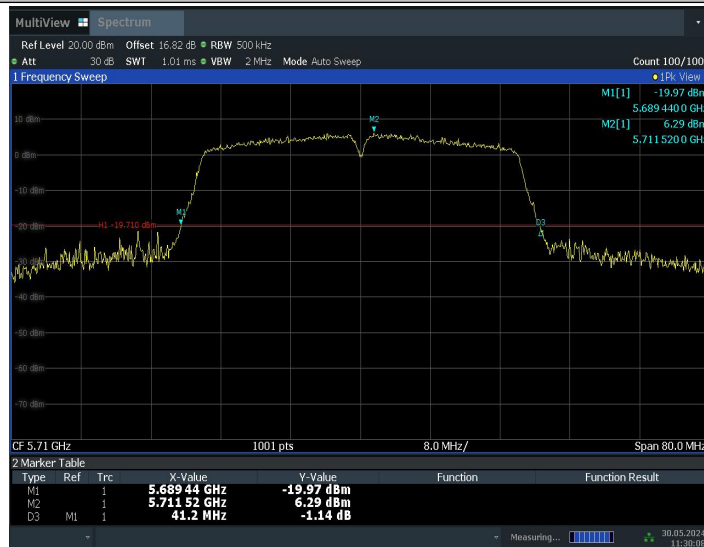 MultiView Spectrum
Ref Level 20.00 dBm Offset 16.82 dB RBW 500 kHz
Att 30 dB SWT 1.01 ms VBW 2 MHz Mode Auto Sweep Count 100/100
1 Frequency Sweep 1Pk View
M1[1] -19.97 dBm
5.689 440 0 GHz
M2[1] 6.29 dBm
5.711 520 0 GHz
10 dBm
M2
0 dBm
-10 dBm
M1
-20 dBm
H1 -19.710 dBm
D3
-30 dBm
-40 dBm
-50 dBm
-60 dBm
-70 dBm
CF 5.71 GHz 1001 pts 8.0 MHz/ Span 80.0 MHz
2 Marker Table
Type Ref Trc X-Value Y-Value Function Function Result
M1 1 5.689 44 GHz -19.97 dBm
M2 1 5.711 52 GHz 6.29 dBm
D3 M1 1 41.2 MHz -1.14 dB
Measuring... 30.05.2024
11:30:08